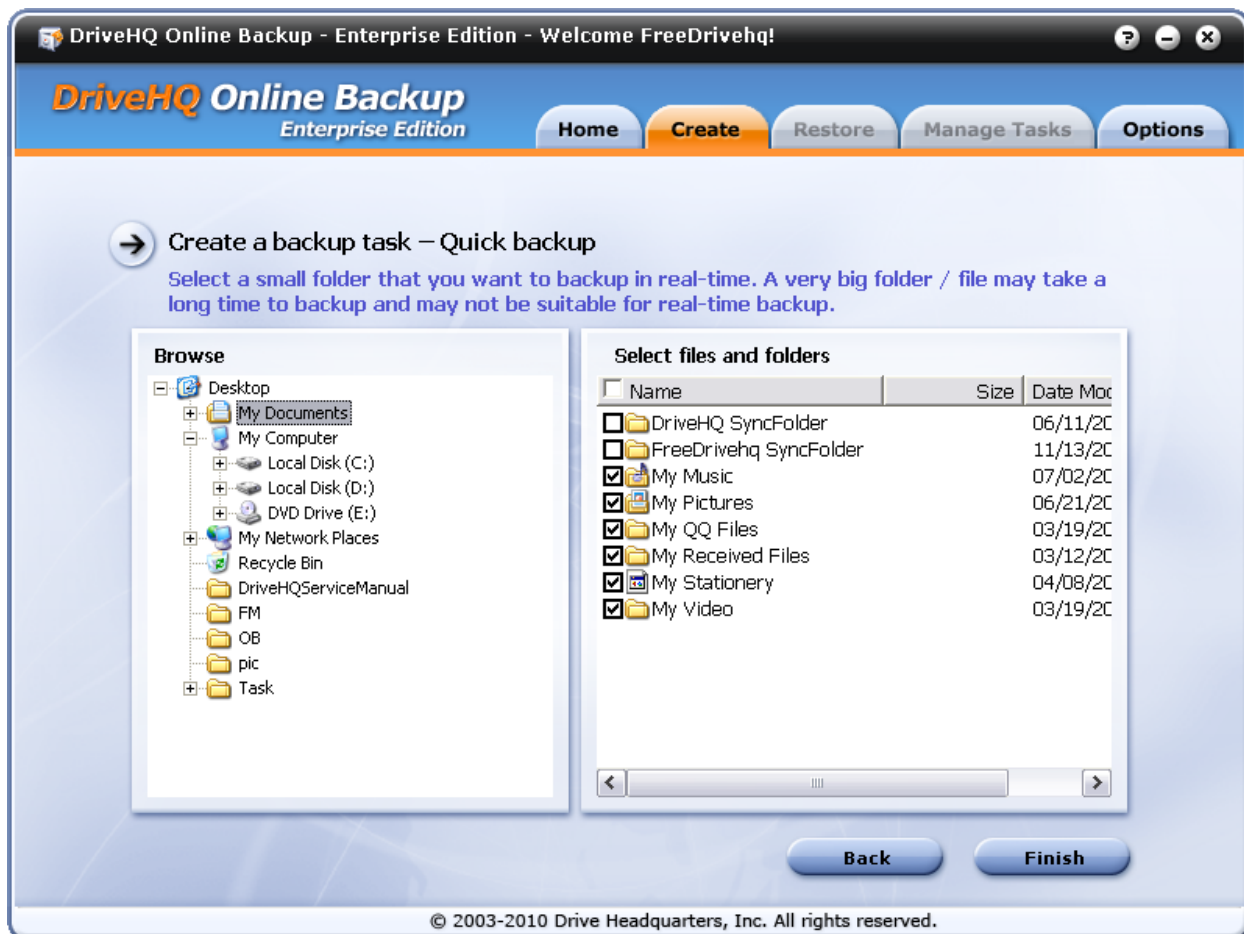 DriveHQ Online Backup - Enterprise Edition - Welcome FreeDrivehq!
DriveHQ Online Backup
Enterprise Edition
Home
Create
Restore
Manage Tasks
Options
Create a backup task – Quick backup
Select a small folder that you want to backup in real-time. A very big folder / file may take a
long time to backup and may not be suitable for real-time backup.
Browse
Desktop
My Documents
My Computer
Local Disk (C:)
Local Disk (D:)
DVD Drive (E:)
My Network Places
Recycle Bin
DriveHQServiceManual
FM
OB
pic
Task
Select files and folders
Name Size Date Mod
DriveHQ SyncFolder 06/11/20
FreeDrivehq SyncFolder 11/13/20
My Music 07/02/20
My Pictures 06/21/20
My QQ Files 03/19/20
My Received Files 03/12/20
My Stationery 04/08/20
My Video 03/19/20
Back
Finish
© 2003-2010 Drive Headquarters, Inc. All rights reserved.